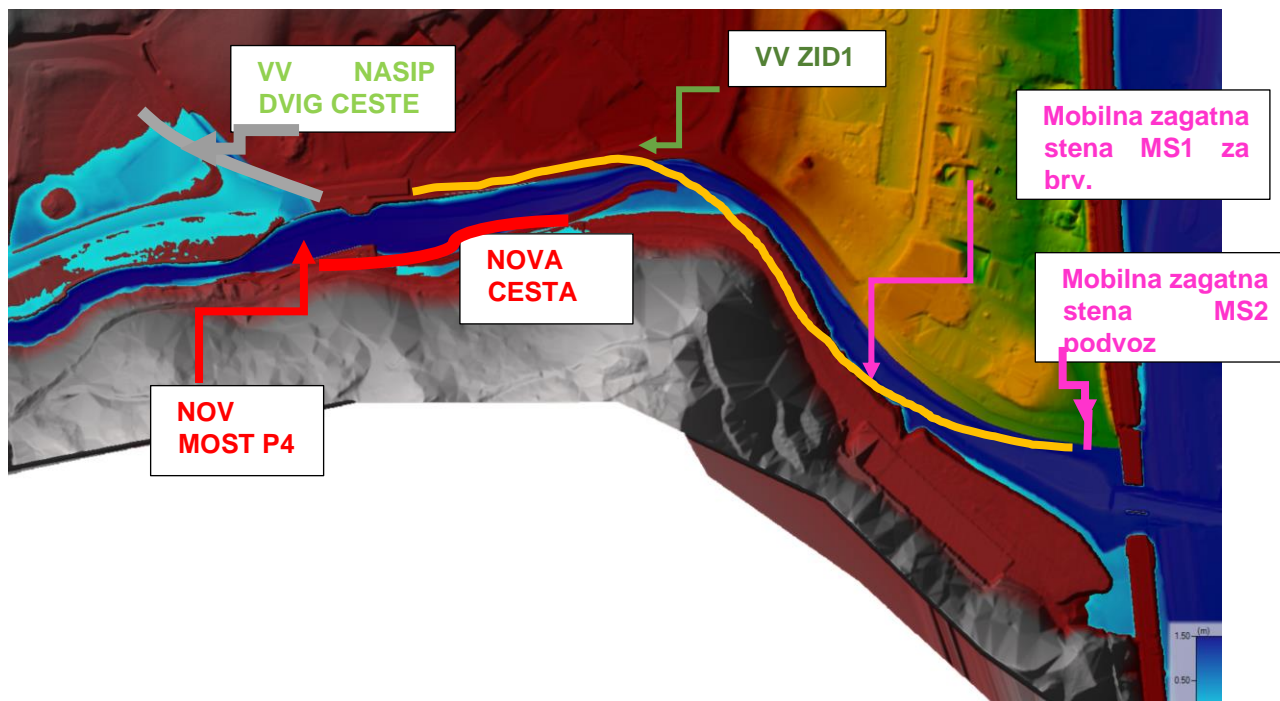 VV NASIP
DVIG CESTE
VV ZID1
Mobilna zagatna
stena MS1 za
brv.
NOVA
CESTA
Mobilna zagatna
stena MS2
podvoz
NOV
MOST P4
(m)
1.50
0.50